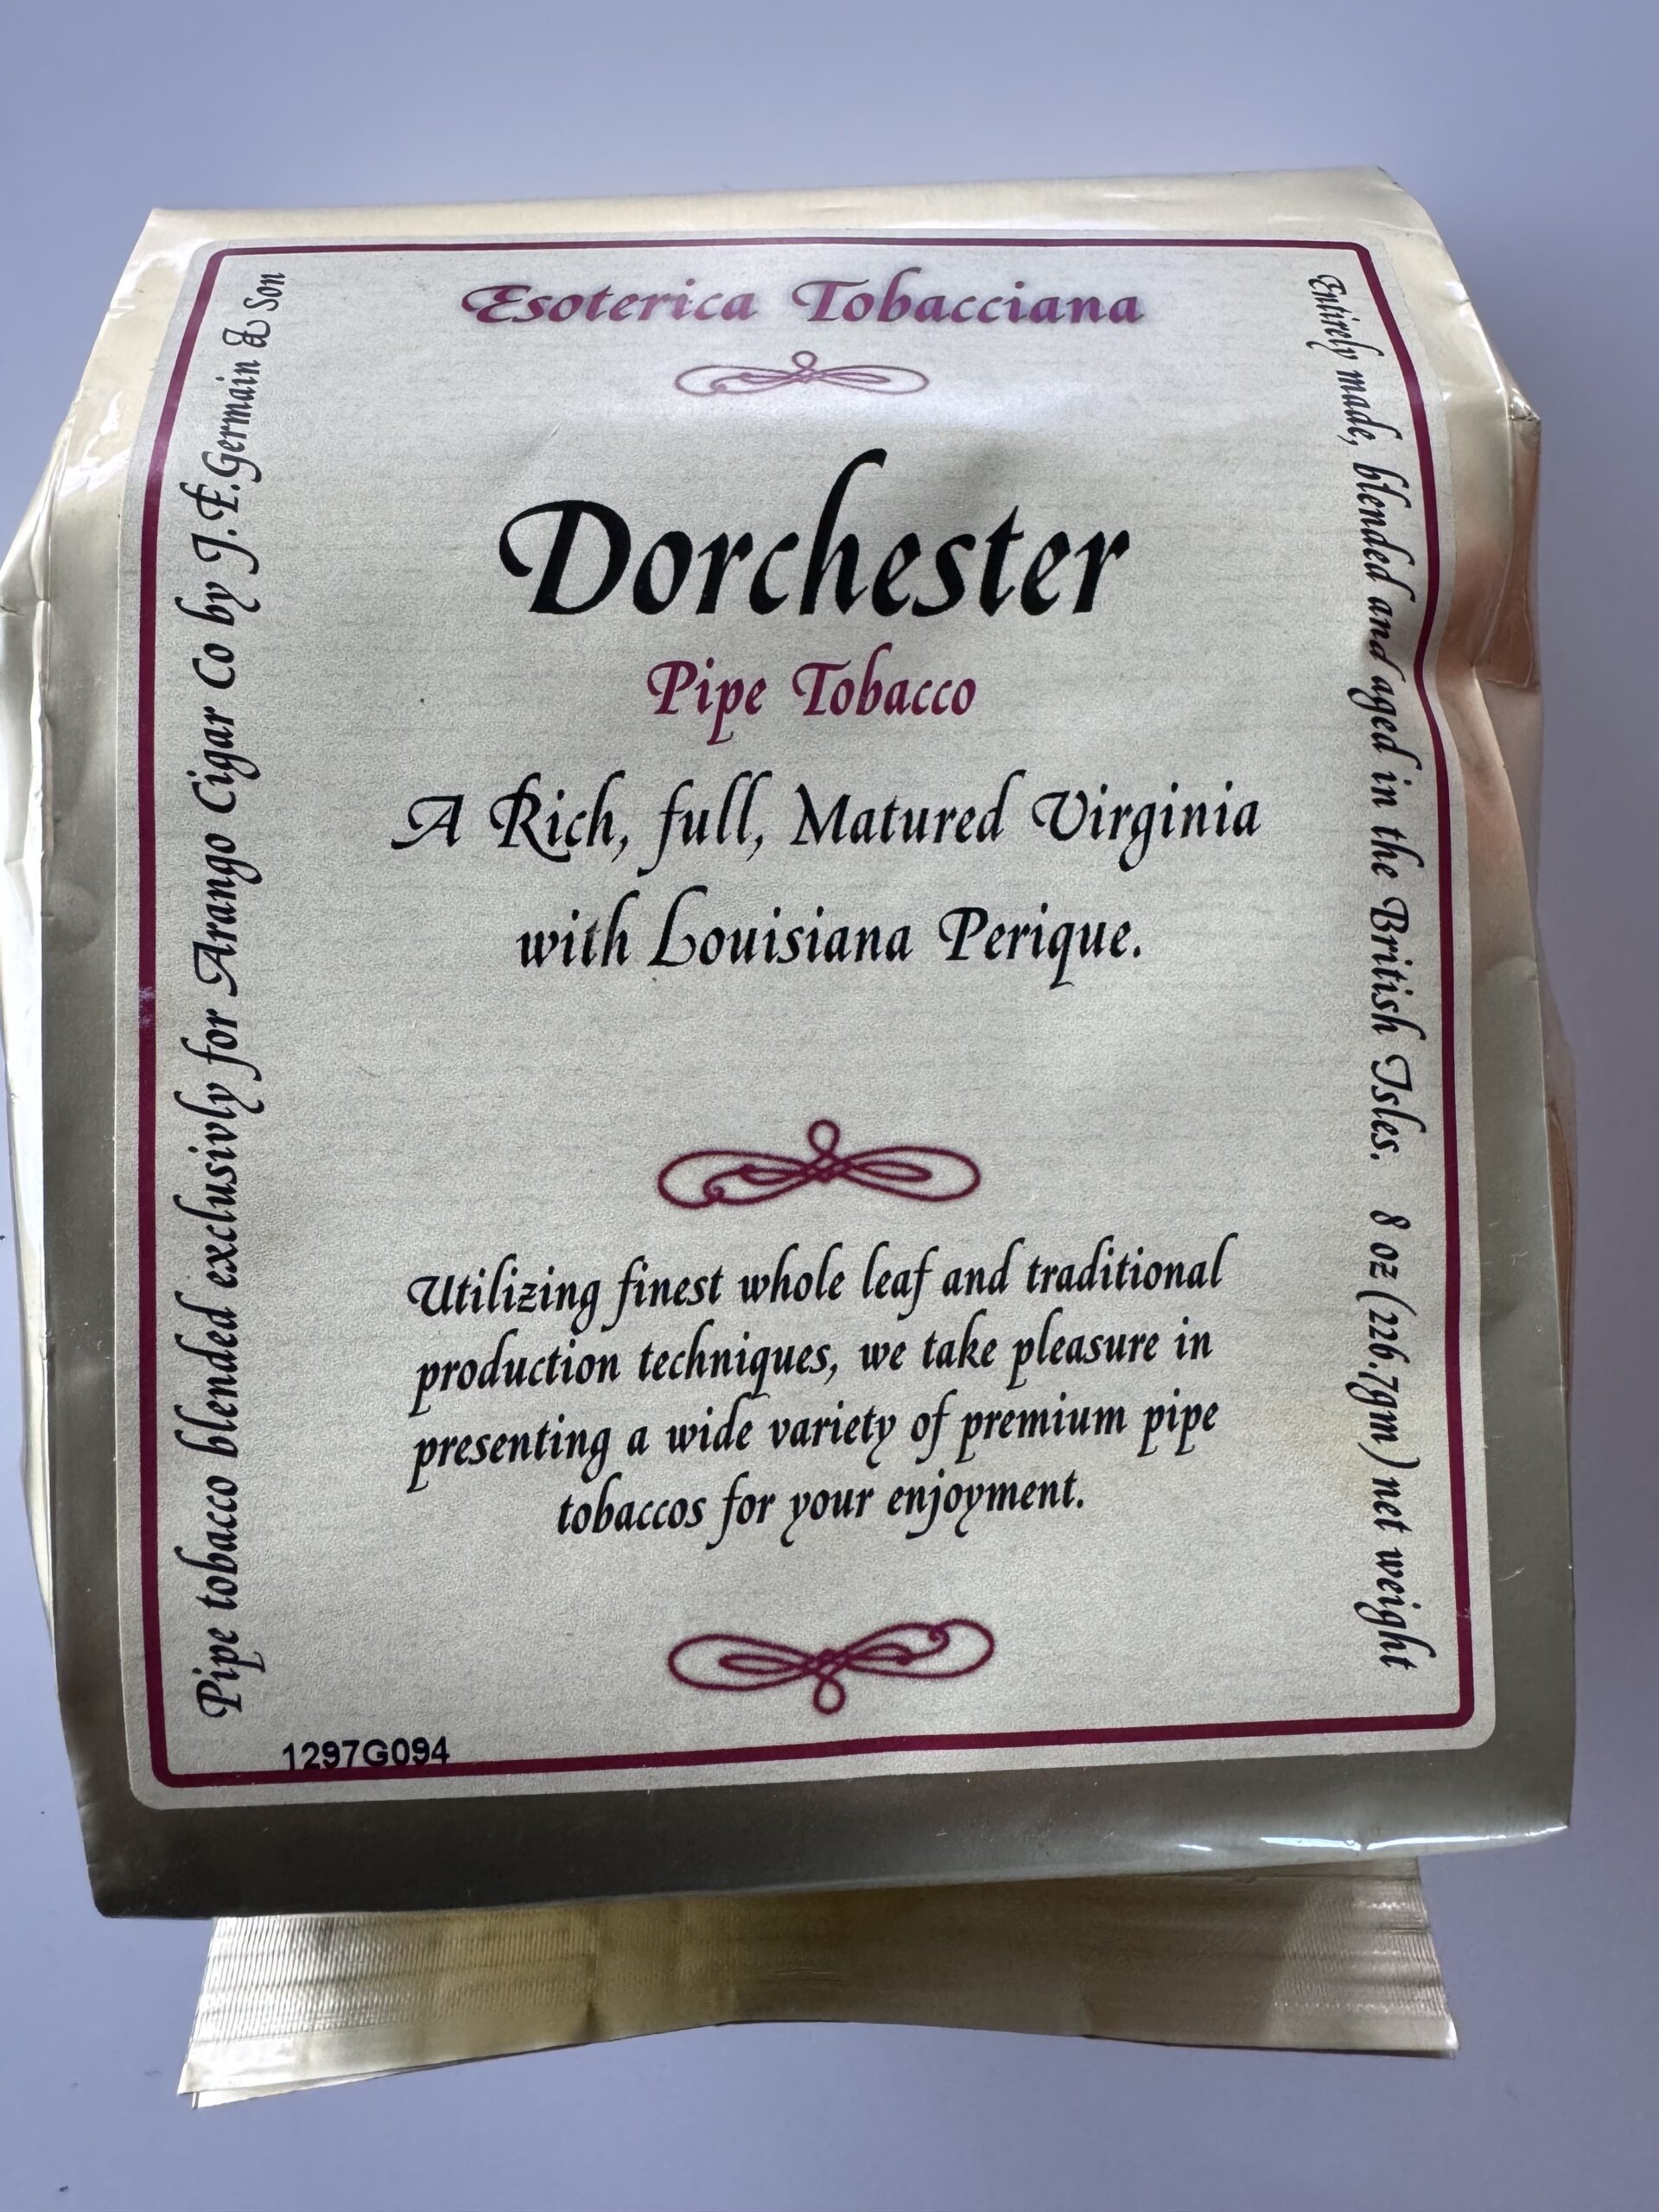 Esoterica Tobacciana
Dorchester
Pipe Tobacco
A Rich, full, Matured Virginia
with Louisiana Perique.
Utilizing finest whole leaf and traditional
production techniques, we take pleasure in
presenting a wide variety of premium pipe
tobaccos for your enjoyment.
Pipe tobacco blended exclusivly for Arango Cigar Co by J.F.Germain & Son
Entirely made, blended and aged in the British Isles. 8 oz (226.7gm) net weight
1297G094